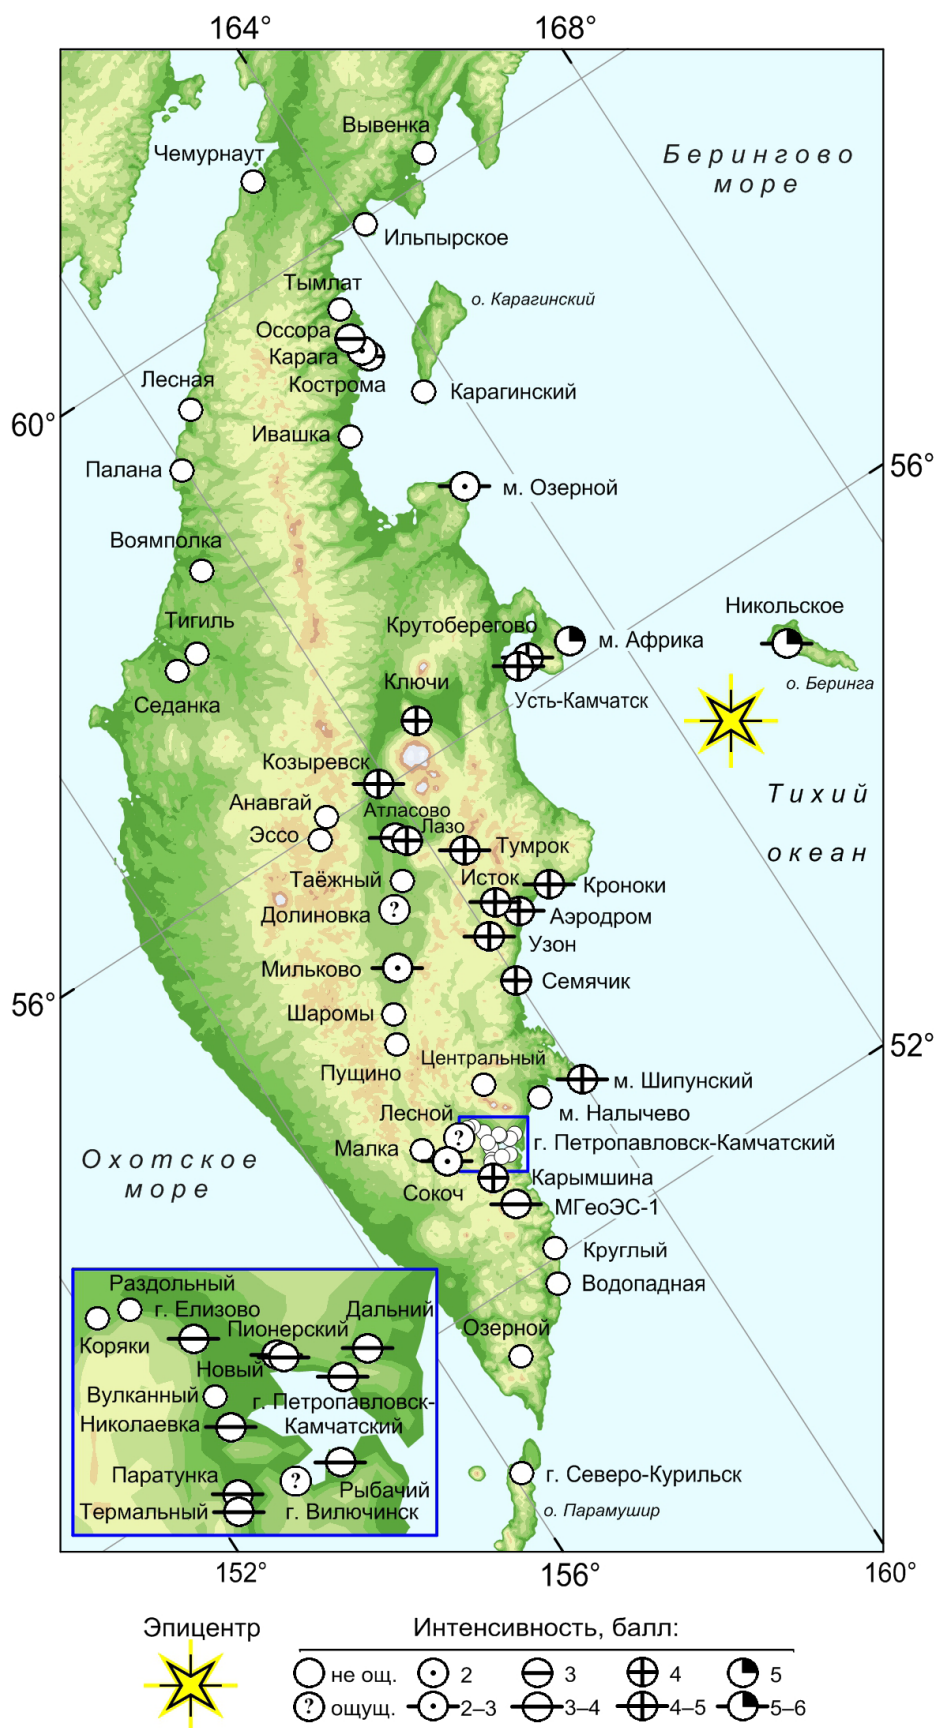 164°
168°
Вывенка
Чемурнаут
Берингово
море
Ильпырское
Тымлат
о. Карагинский
Оссора
Карага
Кострома
Лесная
Карагинский
60°
Ивашка
56°
Палана
м. Озерной
Воямполка
Никольское
Тигиль
Крутоберегово
м. Африка
Ключи
о. Беринга
Седанка
Усть-Камчатск
Козыревск
Тихий
океан
Анавгай
Атласово
Эссо
Лазо
Тумрок
Таёжный
Исток
Кроноки
Долиновка
Аэродром
Узон
Мильково
Семячик
56°
Шаромы
52°
Пущино
Центральный
м. Шипунский
Лесной
м. Налычево
Малка
г. Петропавловск-Камчатский
Охотское
море
Сокоч
Карымшина
МГеоЭС-1
Круглый
Водопадная
Озерной
Раздольный
г. Елизово
Дальний
Коряки
Пионерский
Новый
Вулканный
г. Петропавловск-
Камчатский
Николаевка
Паратунка
?
Рыбачий
Термальный
г. Вилючинск
г. Северо-Курильск
о. Парамушир
152°
156°
160°
Эпицентр
Интенсивность, балл:
не ощ. 2 3 4 5
? ощущ. 2–3 3–4 4–5 5–6